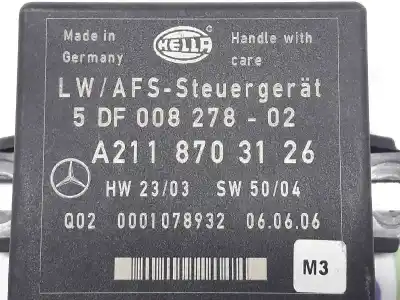 Made in Germany
HELLA
Handle with care
LW/AFS-Steuergerät
5 DF 008 278 - 02
A211 870 31 26
HW 23/03 SW 50/04
Q02 0001078932 06.06.06
M3